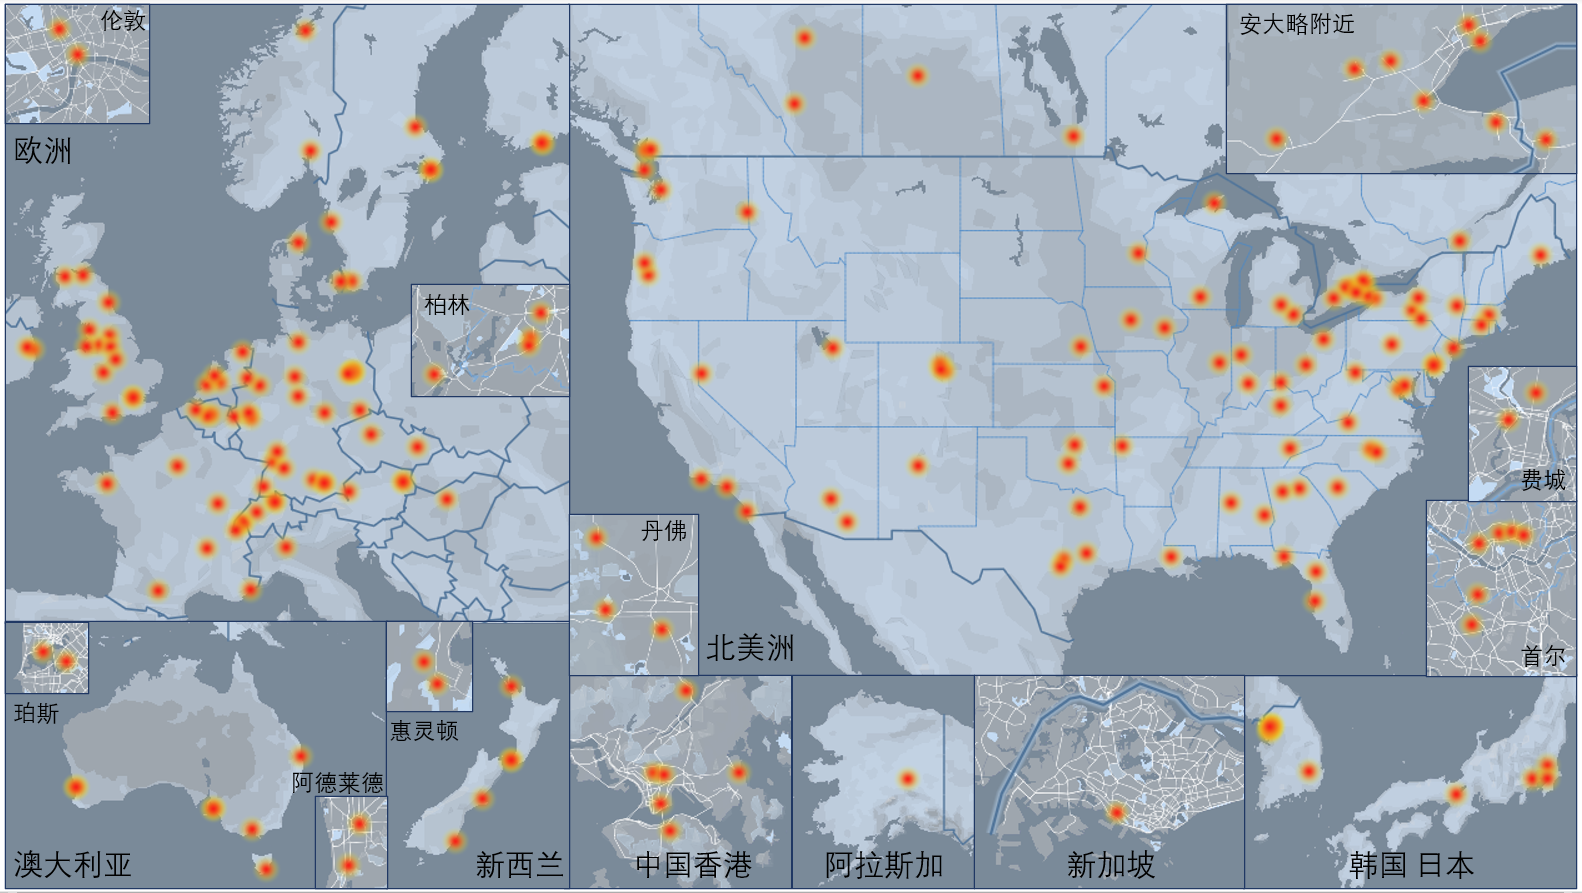 伦敦
欧洲
柏林
安大略附近
费城
首尔
丹佛
北美洲
珀斯
惠灵顿
阿德莱德
澳大利亚
新西兰
中国香港
阿拉斯加
新加坡
韩国 日本